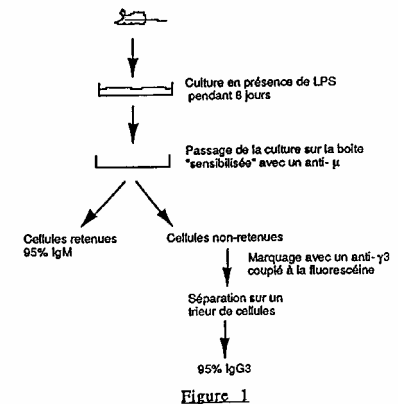 Culture en présence de LPS
pendant 6 jours
Passage de la culture sur la boite
"sensibilisée" avec un anti- µ
Cellules retenues
95% IgM
Cellules non-retenues
Marquage avec un anti-γ3
couplé à la fluorescéine
Séparation sur un
trieur de cellules
95% IgG3
Figure 1